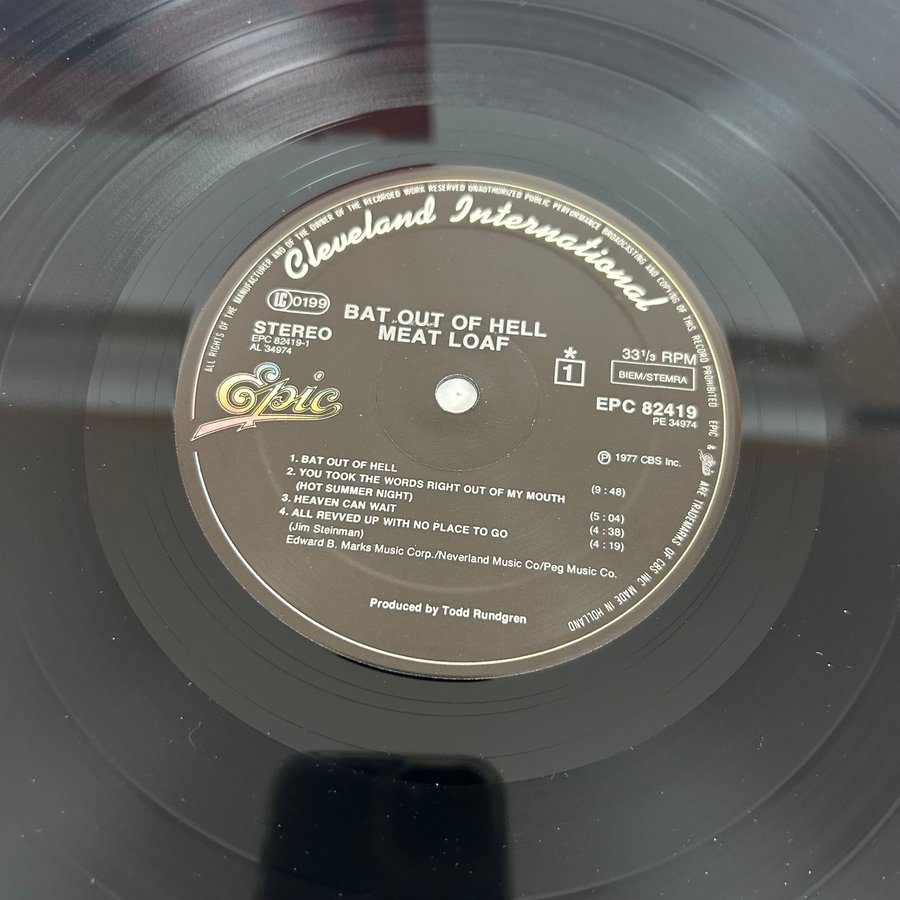 ALL RIGHTS OF THE MANUFACTURER AND OF THE OWNER OF THE RECORDED WORK RESERVED UNAUTHORIZED PUBLIC PERFORMANCE BROADCASTING AND COPYING OF THIS RECORD PROHIBITED EPIC & Epic ARE TRADEMARKS OF CBS INC MADE IN HOLLAND
Cleveland International
LC 0199
BAT OUT OF HELL
MEAT LOAF
STEREO
EPC 82419-1
AL 34974
Epic
* 1
33 1/3 RPM
BIEM/STEMRA
EPC 82419
PE 34974
℗ 1977 CBS Inc.
1. BAT OUT OF HELL (9:48)
2. YOU TOOK THE WORDS RIGHT OUT OF MY MOUTH
(HOT SUMMER NIGHT) (5:04)
3. HEAVEN CAN WAIT (4:38)
4. ALL REVVED UP WITH NO PLACE TO GO (4:19)
(Jim Steinman)
Edward B. Marks Music Corp./Neverland Music Co/Peg Music Co.
Produced by Todd Rundgren